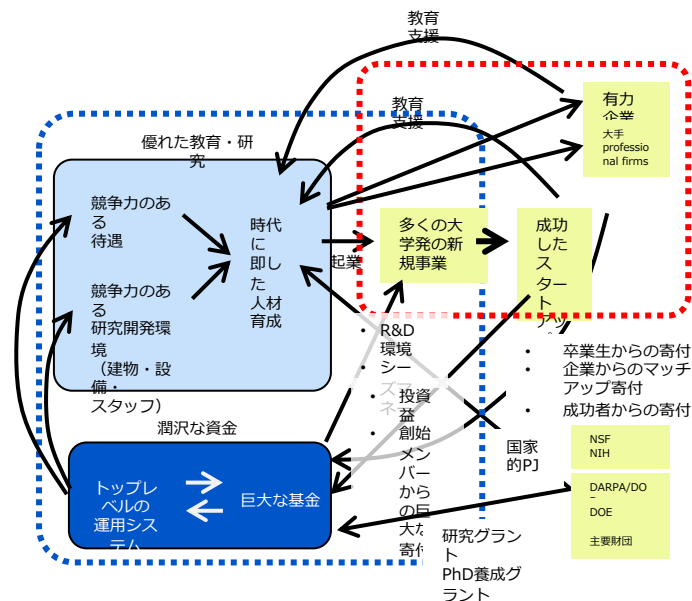 教育
支援
教育
支援
有力
企業
大手
professio
nal firms
優れた教育・研
究
競争力のあ
る
待遇
競争力のあ
る
研究開発環
境
（建物・設
備・
スタッフ）
時代
に
即し
た
人材
育成
起業
多くの大
学発の新
規事業
成功
した
ス
タート
アップ
• R&D
環境
• シー
ズマ
ネ
• 投資
益
• 創始
メン
バー
から
の巨
大な
寄付
• 卒業生からの寄付
• 企業からのマッチ
アップ寄付
• 成功者からの寄付
潤沢な資金
トップレ
ベルの
運用シス
テム
巨大な基金
国家
的PJ
NSF
NIH
DARPA/DO
DOE
主要財団
研究グラン
ト
PhD養成グ
ラント